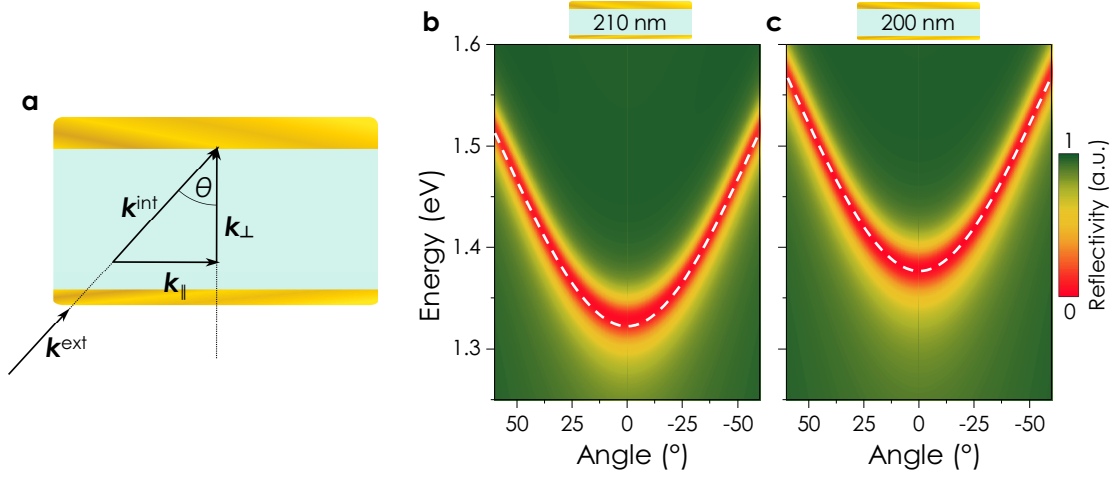 a
θ
k^int
k⊥
k∥
k^ext
b
210 nm
Energy (eV)
1.6
1.5
1.4
1.3
50 25 0 -25 -50
Angle (°)
c
200 nm
50 25 0 -25 -50
Angle (°)
1
0
Reflectivity (a.u.)